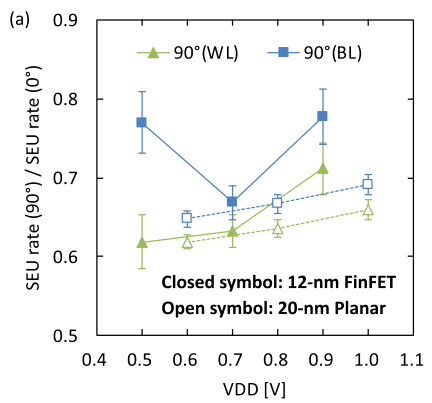 (a)
0.9
90°(WL) 90°(BL)
0.8
0.7
0.6
0.5
SEU rate (90°) / SEU rate (0°)
Closed symbol: 12-nm FinFET
Open symbol: 20-nm Planar
0.4 0.5 0.6 0.7 0.8 0.9 1.0 1.1
VDD [V]